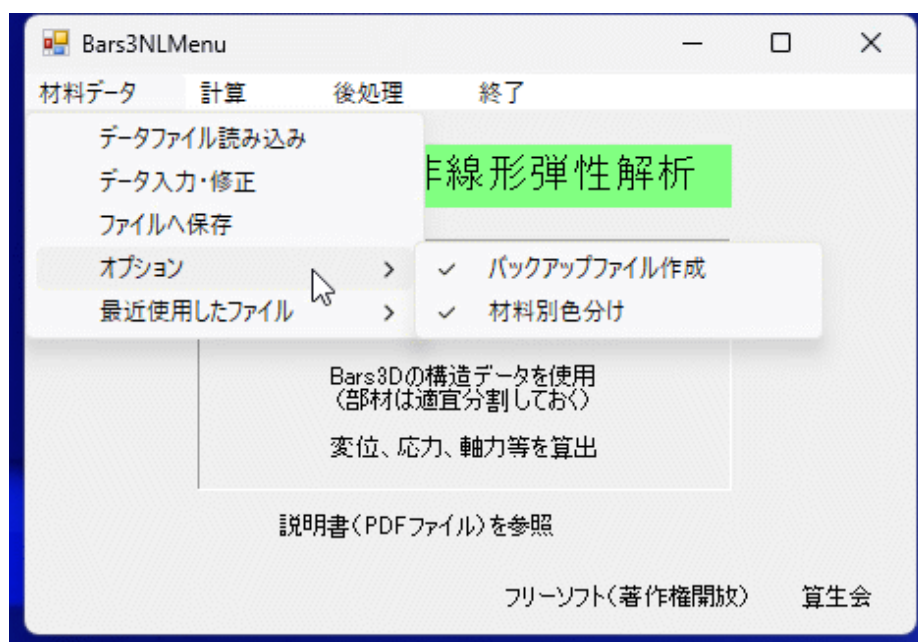 Bars3NLMenu
材料データ 計算 後処理 終了
データファイル読み込み
データ入力・修正
ファイルへ保存
オプション
最近使用したファイル
バックアップファイル作成
材料別色分け
非線形弾性解析
Bars3Dの構造データを使用
(部材は適宜分割しておく)
変位、応力、軸力等を算出
説明書(PDFファイル)を参照
フリーソフト(著作権開放) 算生会